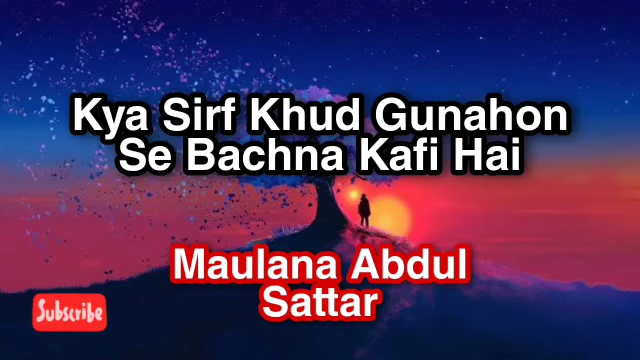 Kya Sirf Khud Gunahon
Se Bachna Kafi Hai
Maulana Abdul
Sattar
Subscribe